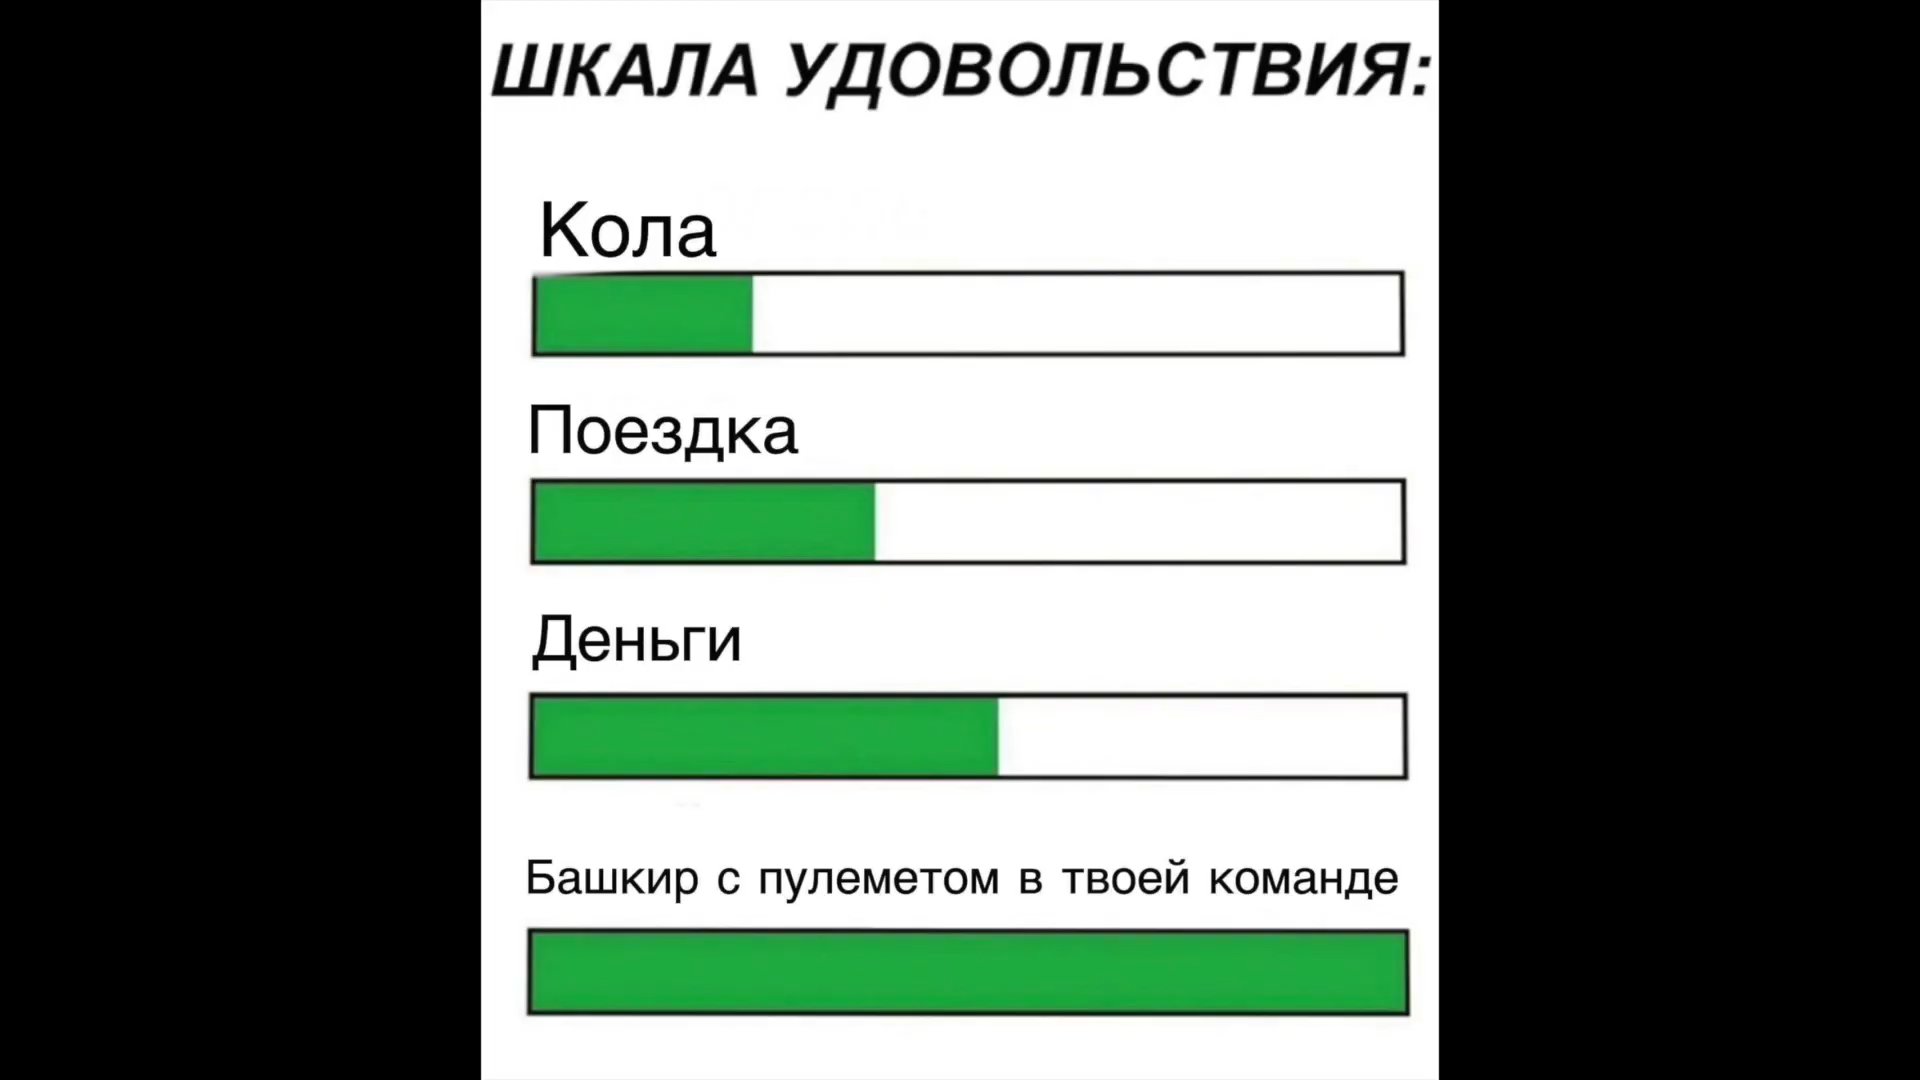 ШКАЛА УДОВОЛЬСТВИЯ:
Кола
Поездка
Деньги
Башкир с пулеметом в твоей команде